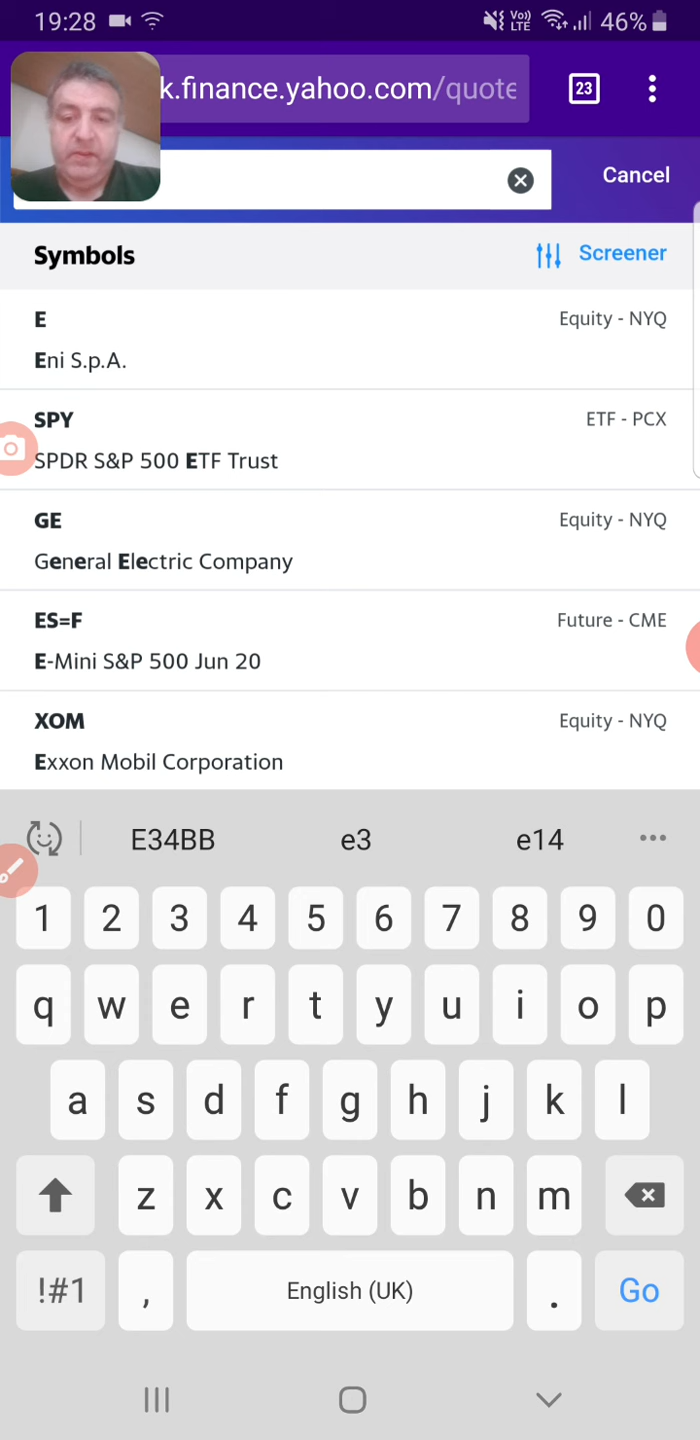 19:28 Vo)) LTE 46%
k.finance.yahoo.com/quote 23
Cancel
Symbols Screener
E Equity - NYQ
Eni S.p.A.
SPY ETF - PCX
SPDR S&P 500 ETF Trust
GE Equity - NYQ
General Electric Company
ES=F Future - CME
E-Mini S&P 500 Jun 20
XOM Equity - NYQ
Exxon Mobil Corporation
E34BB e3 e14
1 2 3 4 5 6 7 8 9 0
q w e r t y u i o p
a s d f g h j k l
z x c v b n m
!#1 , English (UK) . Go